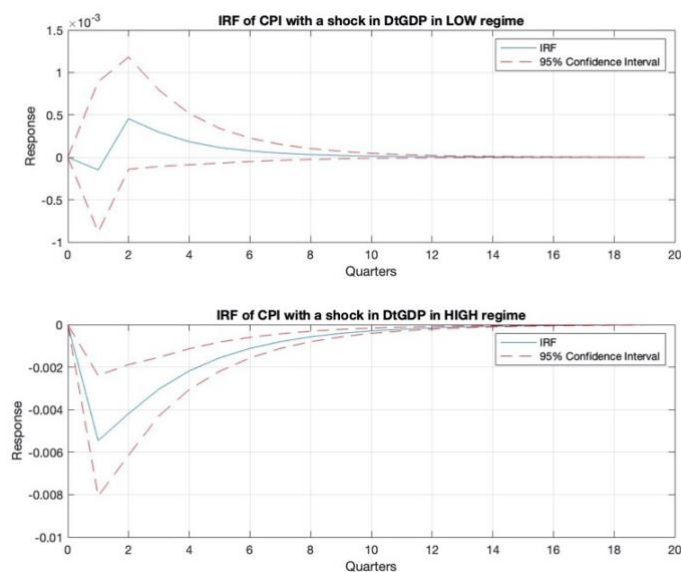 IRF of CPI with a shock in DtGDP in LOW regime
×10⁻³
1.5
1
0.5
0
-0.5
-1
Response
IRF
95% Confidence Interval
0 2 4 6 8 10 12 14 16 18 20
Quarters
IRF of CPI with a shock in DtGDP in HIGH regime
0
-0.002
-0.004
-0.006
-0.008
-0.01
Response
IRF
95% Confidence Interval
0 2 4 6 8 10 12 14 16 18 20
Quarters